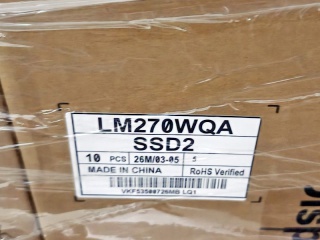 LM270WQA
SSD2
10 PCS 26M/03-05 5
MADE IN CHINA RoHS Verified